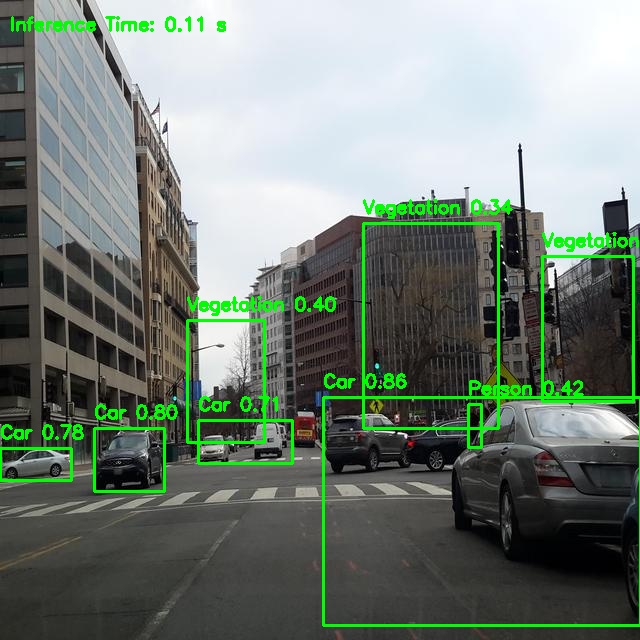 Inference Time: 0.11 s
Vegetation 0.34
Vegetation
Vegetation 0.40
Car 0.86
Person 0.42
Car 0.71
Car 0.80
Car 0.78